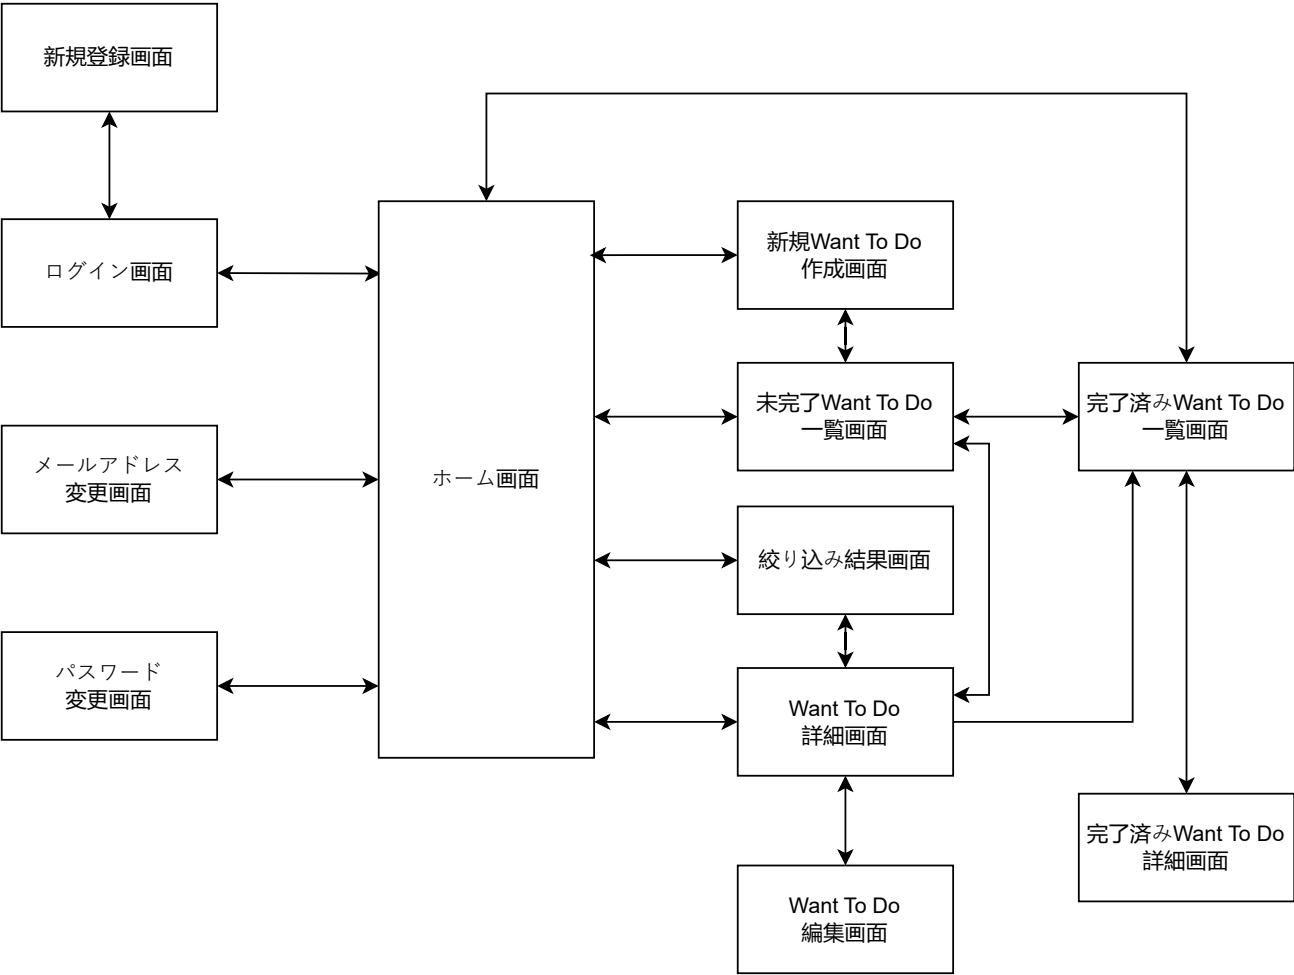 新規登録画面
ログイン画面
メールアドレス
変更画面
パスワード
変更画面
ホーム画面
新規Want To Do
作成画面
未完了Want To Do
一覧画面
絞り込み結果画面
Want To Do
詳細画面
Want To Do
編集画面
完了済みWant To Do
一覧画面
完了済みWant To Do
詳細画面